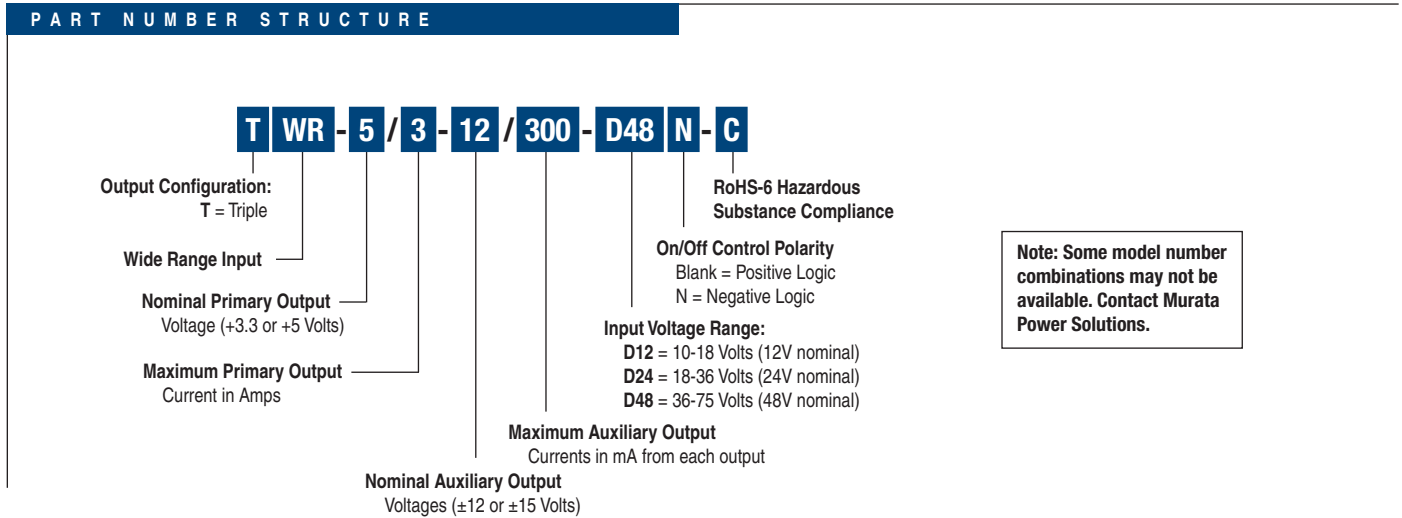 PART NUMBER STRUCTURE
T WR - 5 / 3 - 12 / 300 - D48 N - C
Output Configuration:
T = Triple
Wide Range Input
Nominal Primary Output
Voltage (+3.3 or +5 Volts)
Maximum Primary Output
Current in Amps
RoHS-6 Hazardous
Substance Compliance
On/Off Control Polarity
Blank = Positive Logic
N = Negative Logic
Input Voltage Range:
D12 = 10-18 Volts (12V nominal)
D24 = 18-36 Volts (24V nominal)
D48 = 36-75 Volts (48V nominal)
Maximum Auxiliary Output
Currents in mA from each output
Nominal Auxiliary Output
Voltages (±12 or ±15 Volts)
Note: Some model number
combinations may not be
available. Contact Murata
Power Solutions.